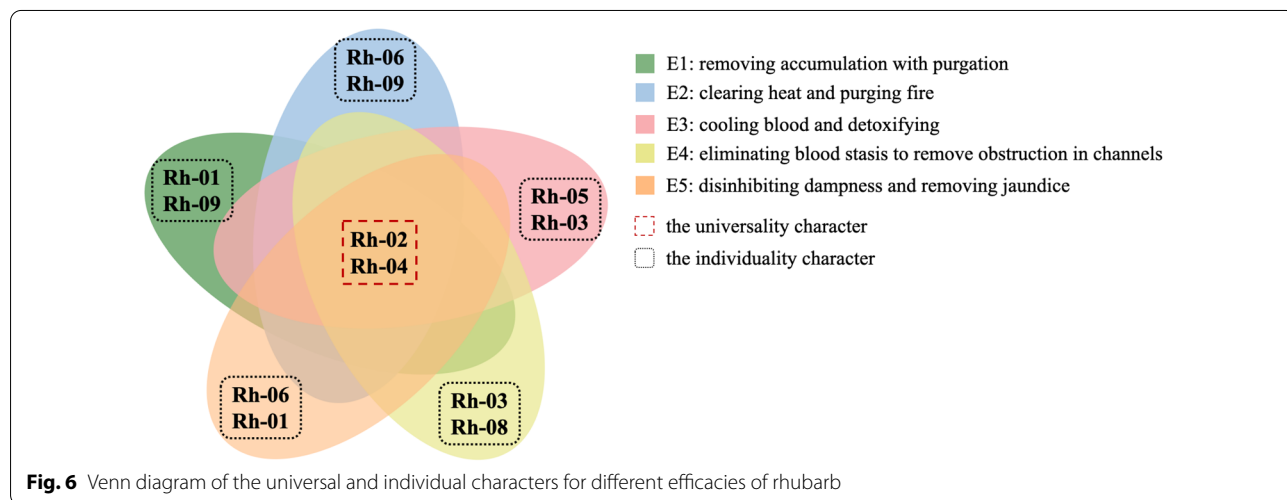 Rh-06
Rh-09
Rh-01
Rh-09
Rh-05
Rh-03
Rh-02
Rh-04
Rh-06
Rh-01
Rh-03
Rh-08
E1: removing accumulation with purgation
E2: clearing heat and purging fire
E3: cooling blood and detoxifying
E4: eliminating blood stasis to remove obstruction in channels
E5: disinhibiting dampness and removing jaundice
the universality character
the individuality character
Fig. 6 Venn diagram of the universal and individual characters for different efficacies of rhubarb